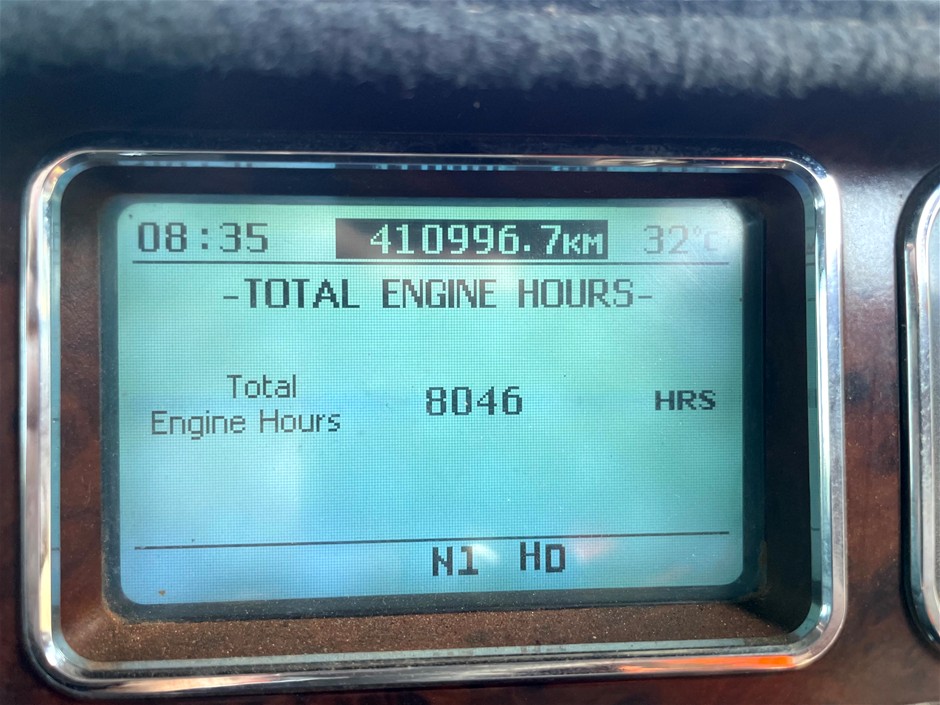 08:35 410996.7KM 32°C
-TOTAL ENGINE HOURS-
Total
Engine Hours 8046 HRS
N1 HD